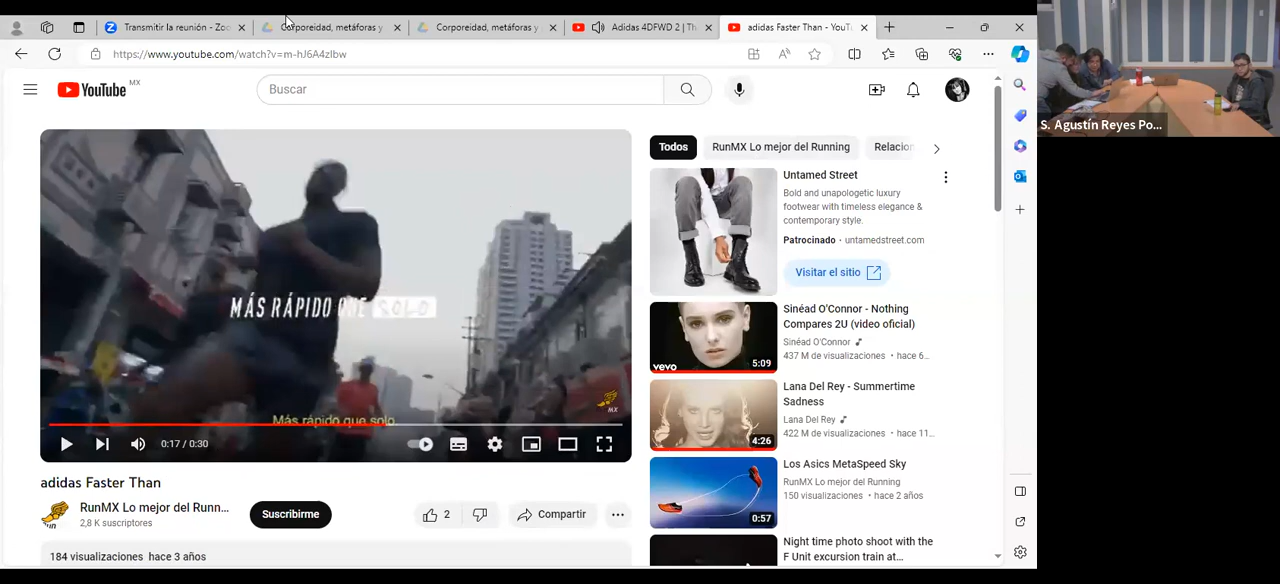 Transmitir la reunión - Zoo
Corporeidad, metáforas y
Corporeidad, metáforas y
Adidas 4DFWD 2 | Th
adidas Faster Than - YouT
https://www.youtube.com/watch?v=m-hJ6A4zIbw
YouTube MX
Buscar
S. Agustín Reyes Po...
MÁS RÁPIDO QUE SOLO
Más rápido que solo.
MX
0:17 / 0:30
adidas Faster Than
RunMX Lo mejor del Runn...
2,8 K suscriptores
Suscribirme
2
Compartir
184 visualizaciones hace 3 años
Todos
RunMX Lo mejor del Running
Relacion
Untamed Street
Bold and unapologetic luxury
footwear with timeless elegance &
contemporary style.
Patrocinado · untamedstreet.com
Visitar el sitio
Sinéad O'Connor - Nothing
Compares 2U (video oficial)
Sinéad O'Connor
437 M de visualizaciones • hace 6...
vevo
5:09
Lana Del Rey - Summertime
Sadness
Lana Del Rey
422 M de visualizaciones • hace 11...
4:26
Los Asics MetaSpeed Sky
RunMX Lo mejor del Running
150 visualizaciones • hace 2 años
0:57
Night time photo shoot with the
F Unit excursion train at...